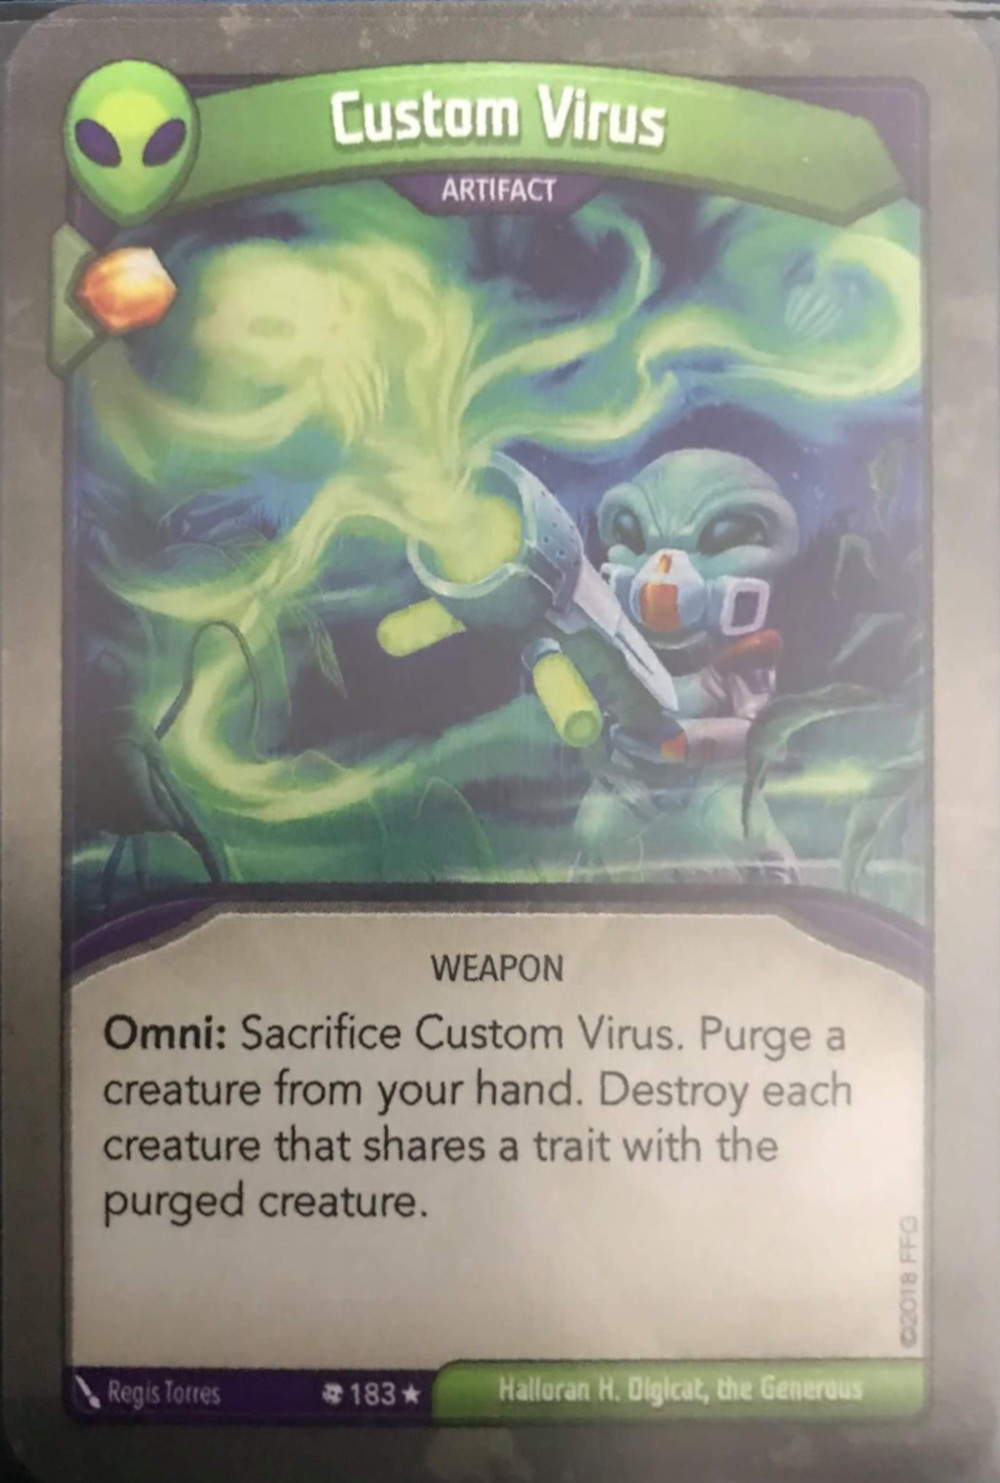 Custom Virus
ARTIFACT
WEAPON
Omni: Sacrifice Custom Virus. Purge a
creature from your hand. Destroy each
creature that shares a trait with the
purged creature.
©2018 FFG
Regis Torres
183★
Halloran H. Digicat, the Generous